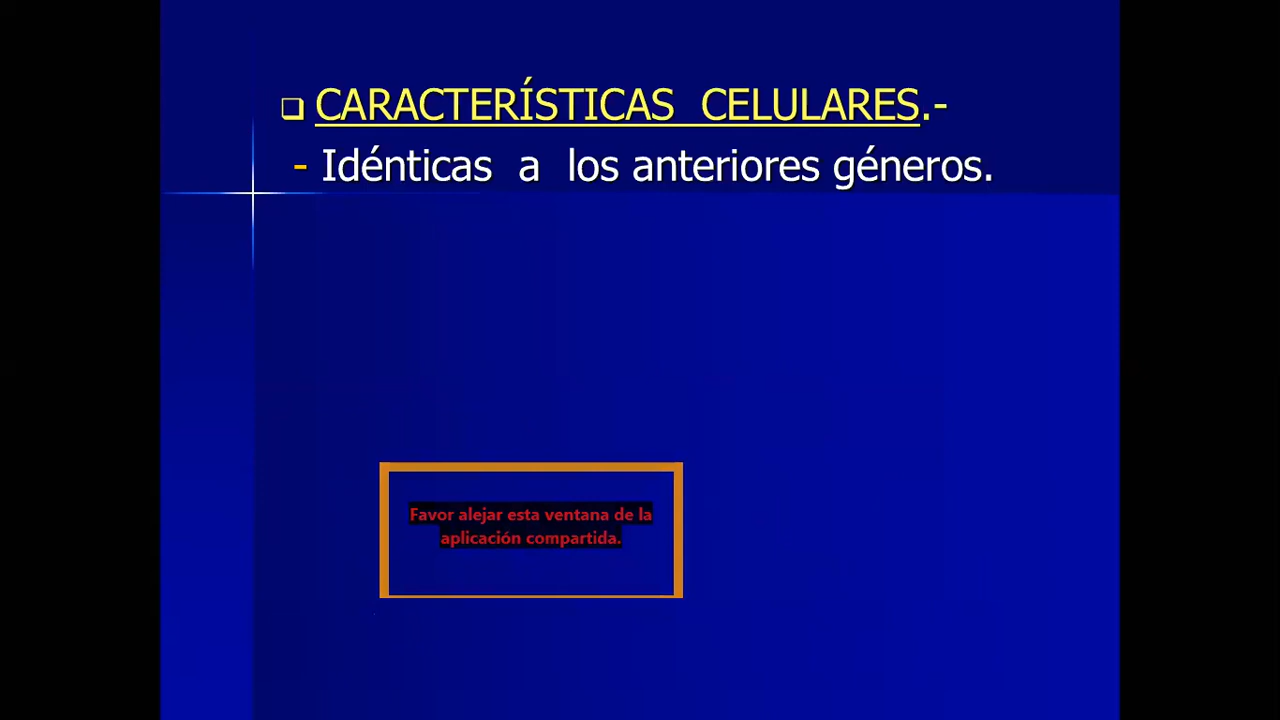 CARACTERÍSTICAS CELULARES.-
- Idénticas a los anteriores géneros.
Favor alejar esta ventana de la
aplicación compartida.